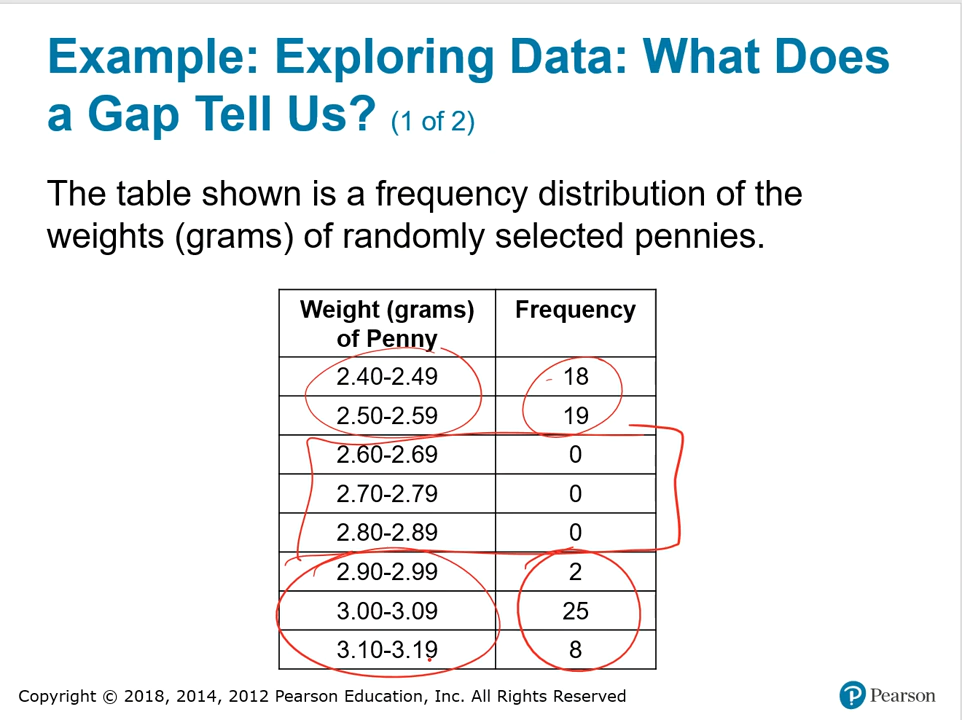 Example: Exploring Data: What Does
a Gap Tell Us? (1 of 2)
The table shown is a frequency distribution of the
weights (grams) of randomly selected pennies.
Weight (grams) of Penny Frequency
2.40-2.49 18
2.50-2.59 19
2.60-2.69 0
2.70-2.79 0
2.80-2.89 0
2.90-2.99 2
3.00-3.09 25
3.10-3.19 8
Copyright © 2018, 2014, 2012 Pearson Education, Inc. All Rights Reserved
P Pearson